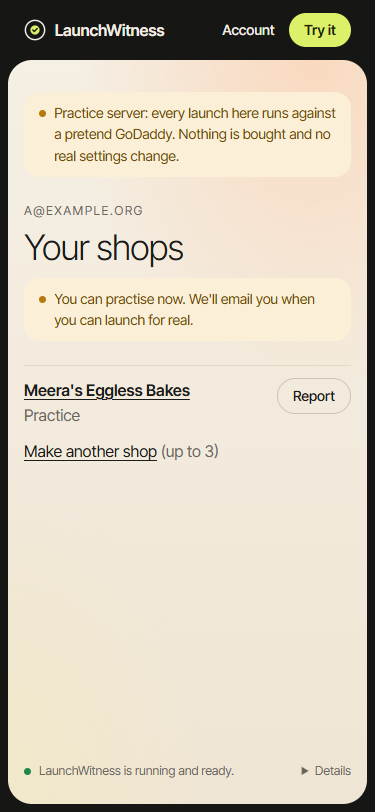 LaunchWitness
Account
Try it
Practice server: every launch here runs against
a pretend GoDaddy. Nothing is bought and no
real settings change.
A@EXAMPLE.ORG
Your shops
You can practise now. We'll email you when
you can launch for real.
Meera's Eggless Bakes
Report
Practice
Make another shop (up to 3)
LaunchWitness is running and ready.
Details